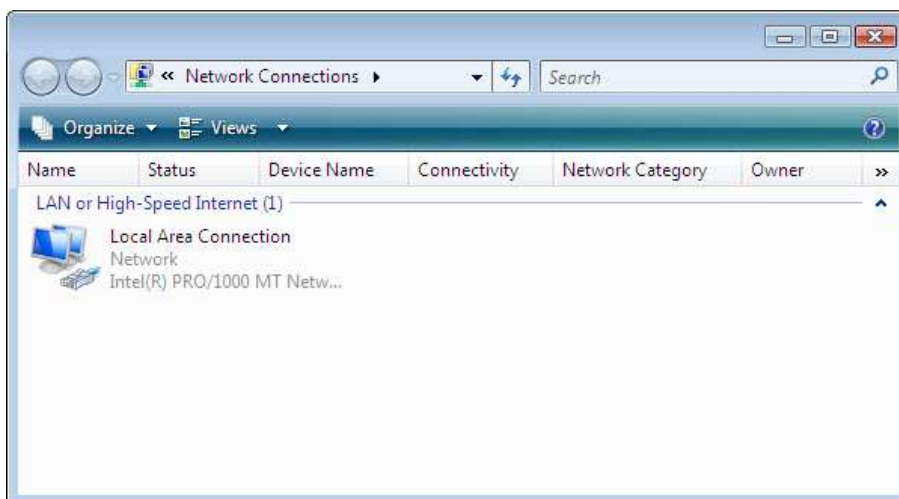 « Network Connections Search
Organize Views
Name Status Device Name Connectivity Network Category Owner »
LAN or High-Speed Internet (1)
Local Area Connection
Network
Intel(R) PRO/1000 MT Netw...